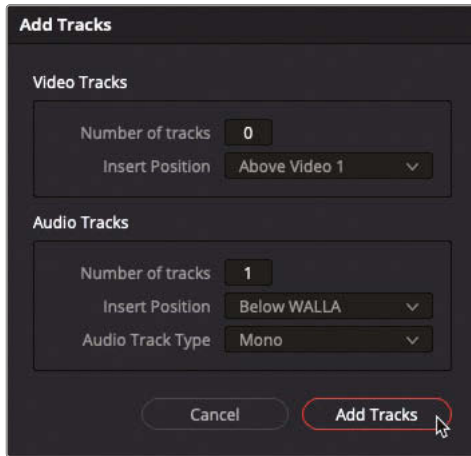 Add Tracks
Video Tracks
Number of tracks 0
Insert Position Above Video 1
Audio Tracks
Number of tracks 1
Insert Position Below WALLA
Audio Track Type Mono
Cancel Add Tracks